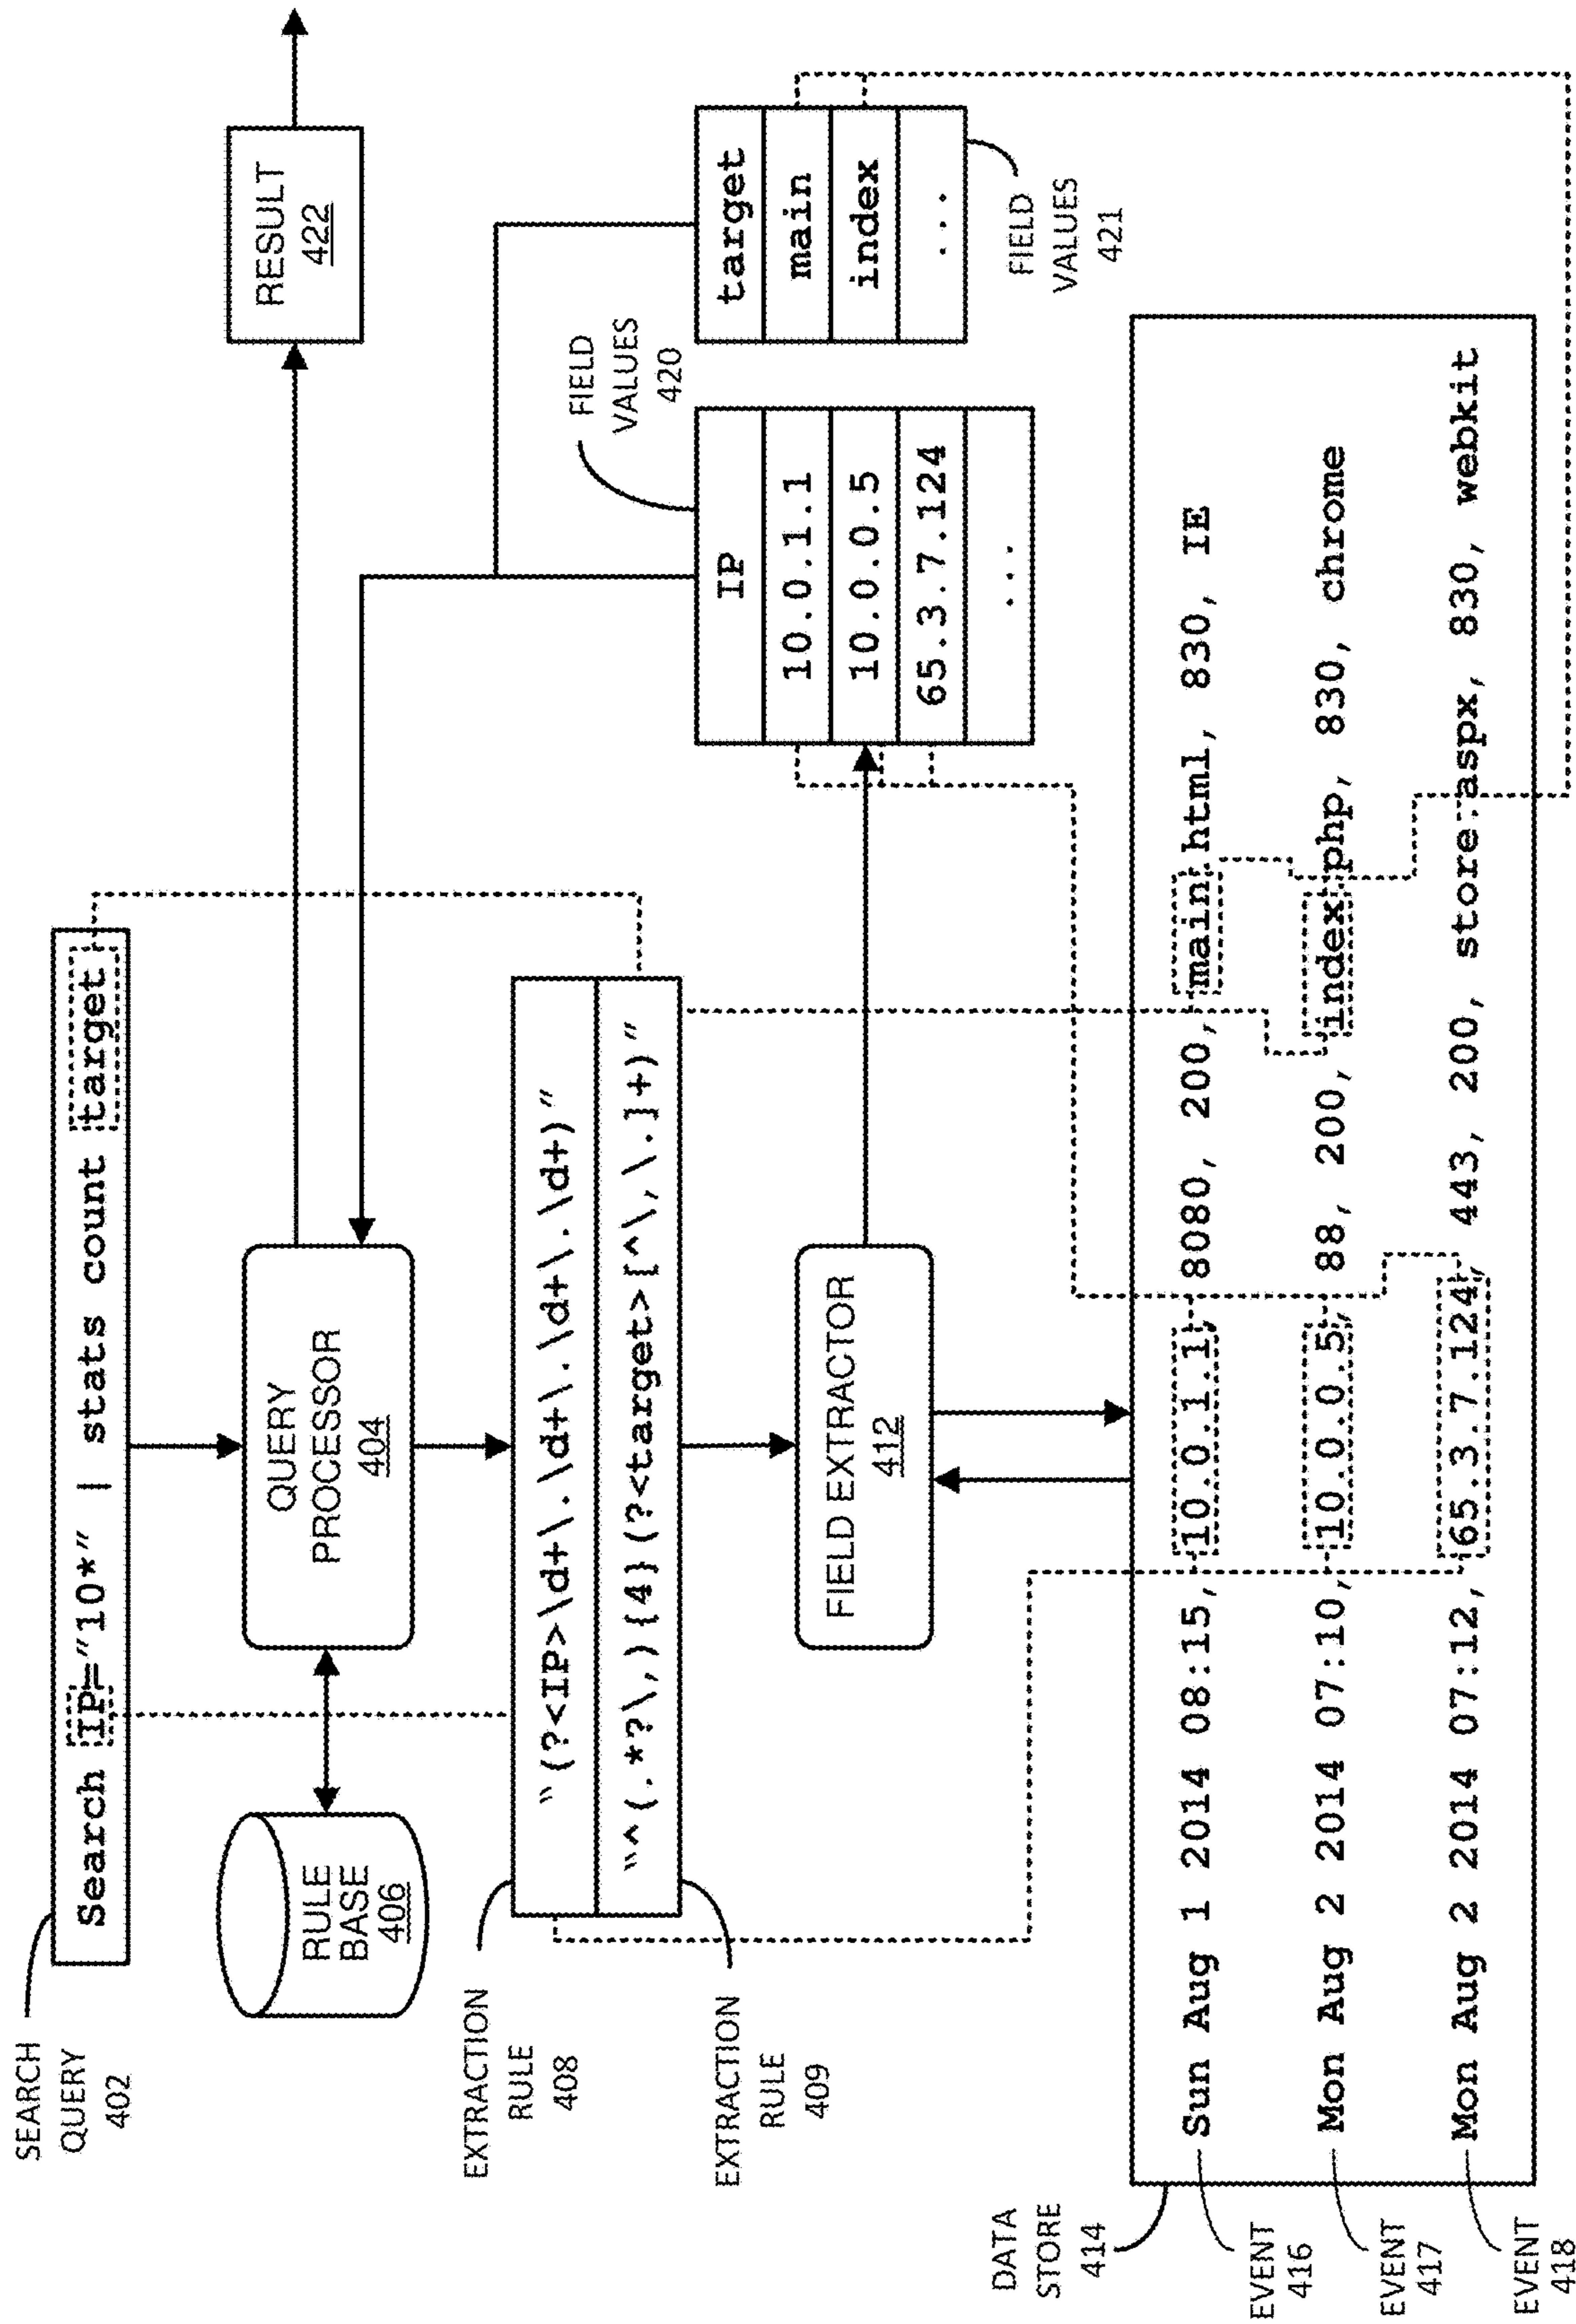 SEARCH
QUERY
402
Search IP="10*" | stats count target
RULE
BASE
406
QUERY
PROCESSOR
404
RESULT
422
EXTRACTION
RULE
408
"(?<IP>\d+\.\d+\.\d+\.\d+)"
"^(.*?\,){4}(?<target>[^\,\.]+)"
EXTRACTION
RULE
409
FIELD EXTRACTOR
412
FIELD
VALUES
420
IP
10.0.1.1
10.0.0.5
65.3.7.124
...
target
main
index
...
FIELD
VALUES
421
DATA
STORE
414
Sun Aug 1 2014 08:15, 10.0.1.1, 8080, 200, main.html, 830, IE
Mon Aug 2 2014 07:10, 10.0.0.5, 88, 200, index.php, 830, chrome
Mon Aug 2 2014 07:12, 65.3.7.124, 443, 200, store.aspx, 830, webkit
EVENT
416
EVENT
417
EVENT
418